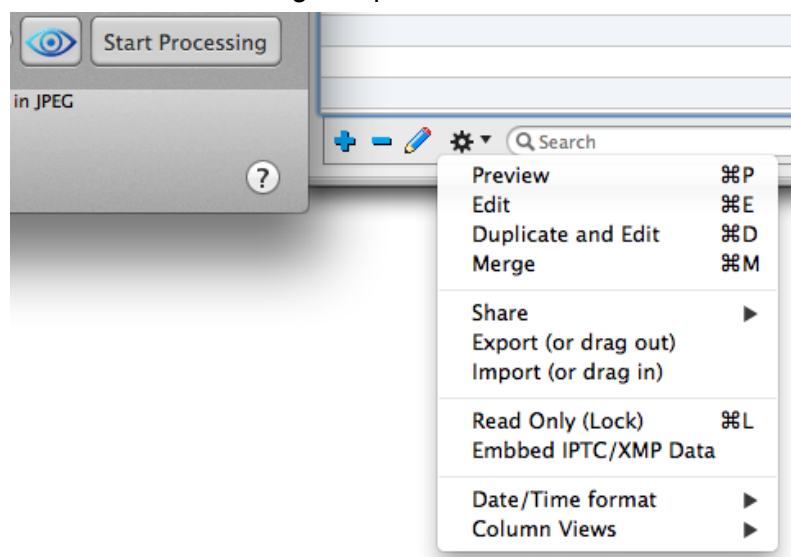 Start Processing
in JPEG
Search
?
Preview ⌘P
Edit ⌘E
Duplicate and Edit ⌘D
Merge ⌘M
Share
Export (or drag out)
Import (or drag in)
Read Only (Lock) ⌘L
Embbed IPTC/XMP Data
Date/Time format
Column Views